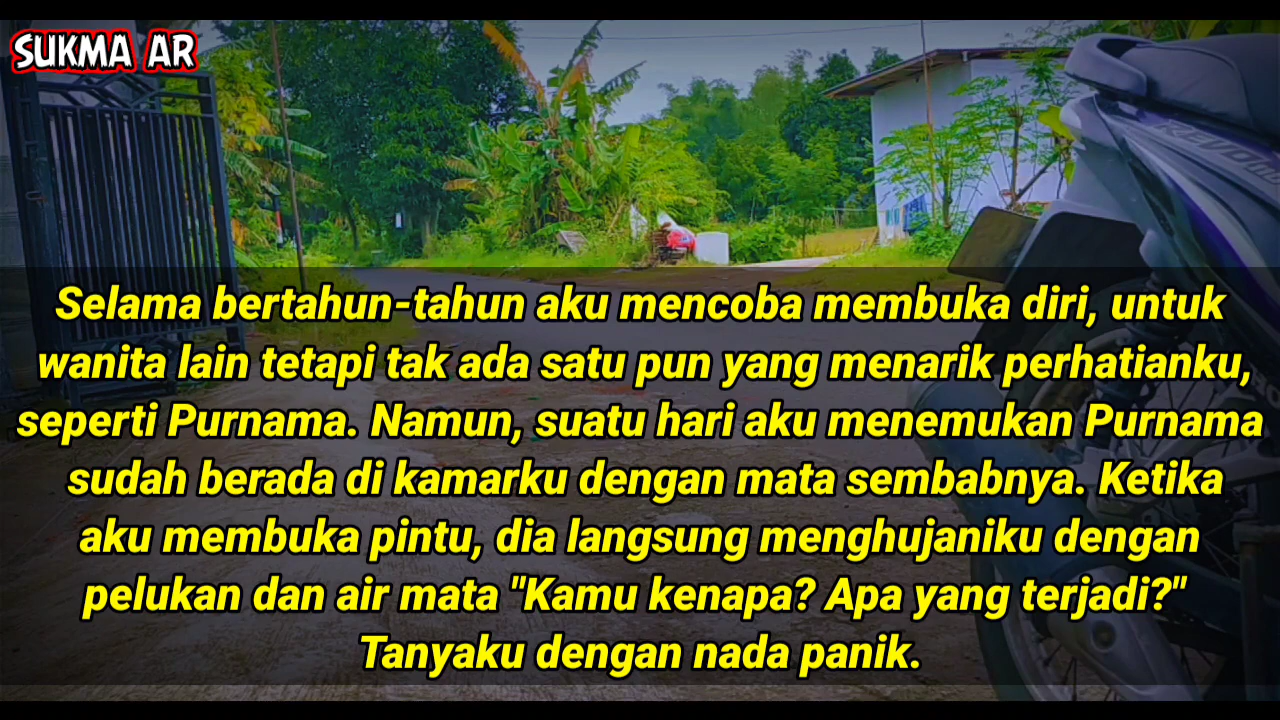 SUKMA AR
Revo
Selama bertahun-tahun aku mencoba membuka diri, untuk
wanita lain tetapi tak ada satu pun yang menarik perhatianku,
seperti Purnama. Namun, suatu hari aku menemukan Purnama
sudah berada di kamarku dengan mata sembabnya. Ketika
aku membuka pintu, dia langsung menghujaniku dengan
pelukan dan air mata "Kamu kenapa? Apa yang terjadi?"
Tanyaku dengan nada panik.